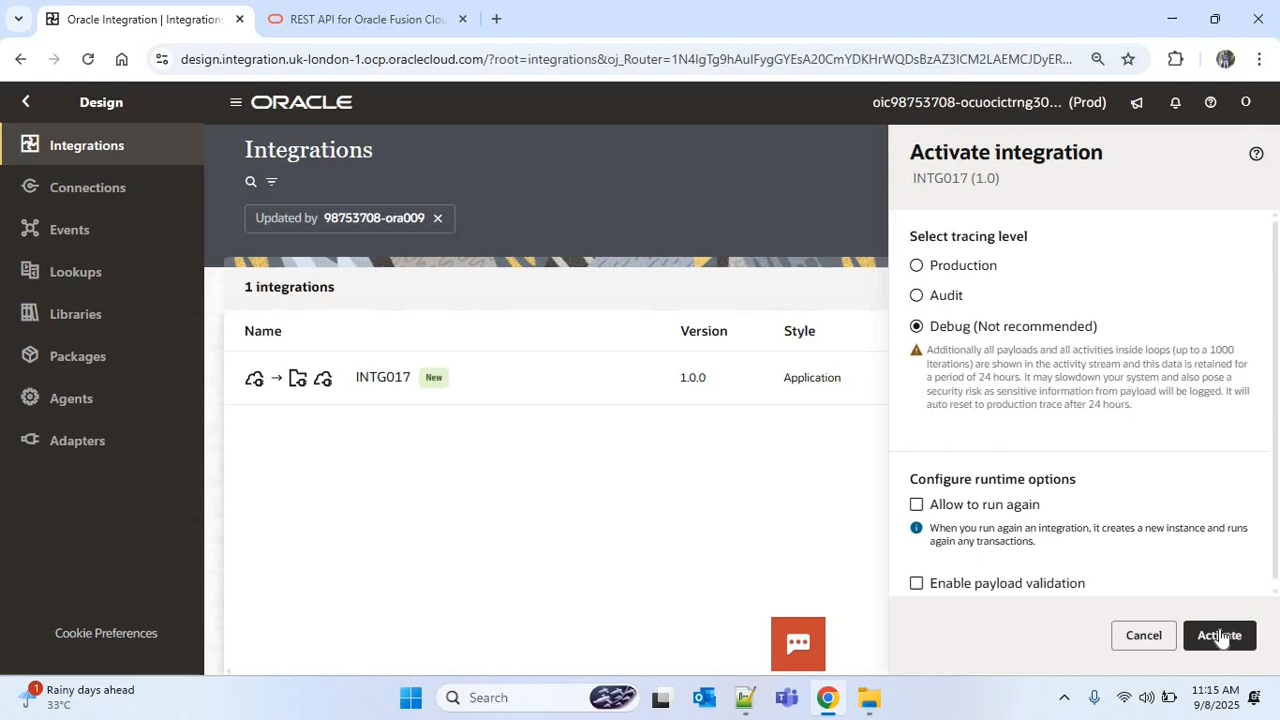 Oracle Integration | Integrations
REST API for Oracle Fusion Clou
design.integration.uk-london-1.ocp.oraclecloud.com/?root=integrations&oj_Router=1N4IgTg9hAuIFygGYEsA20CmYDKHrWQDsBzAZ3ICM2LAEMCJDyER...
Design
ORACLE
oic98753708-ocuocictrng30... (Prod)
O
Integrations
Connections
Events
Lookups
Libraries
Packages
Agents
Adapters
Cookie Preferences
Integrations
Updated by 98753708-ora009
1 integrations
Name Version Style
INTG017 New 1.0.0 Application
Activate integration
INTG017 (1.0)
Select tracing level
Production
Audit
Debug (Not recommended)
Additionally all payloads and all activities inside loops (up to a 1000
iterations) are shown in the activity stream and this data is retained for
a period of 24 hours. It may slowdown your system and also pose a
security risk as sensitive information from payload will be logged. It will
auto reset to production trace after 24 hours.
Configure runtime options
Allow to run again
When you run again an integration, it creates a new instance and runs
again any transactions.
Enable payload validation
Cancel
Activate
1
Rainy days ahead
33°C
Search
11:15 AM
9/8/2025